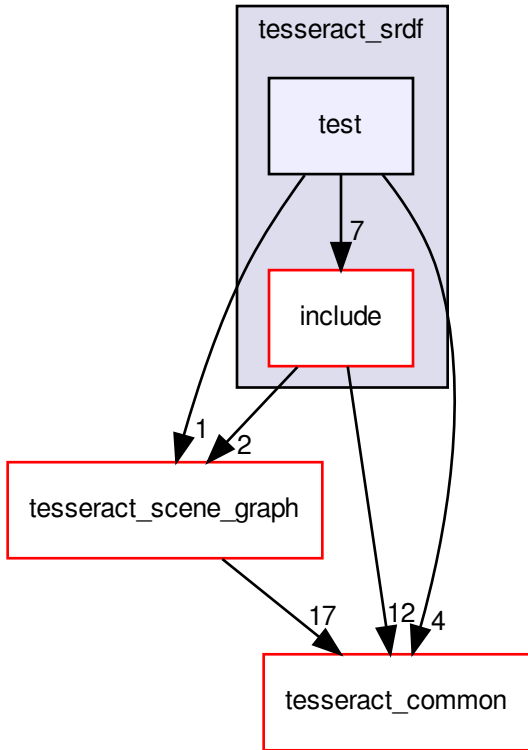 tesseract_srdf
test
7
include
1
2
tesseract_scene_graph
17
12
4
tesseract_common